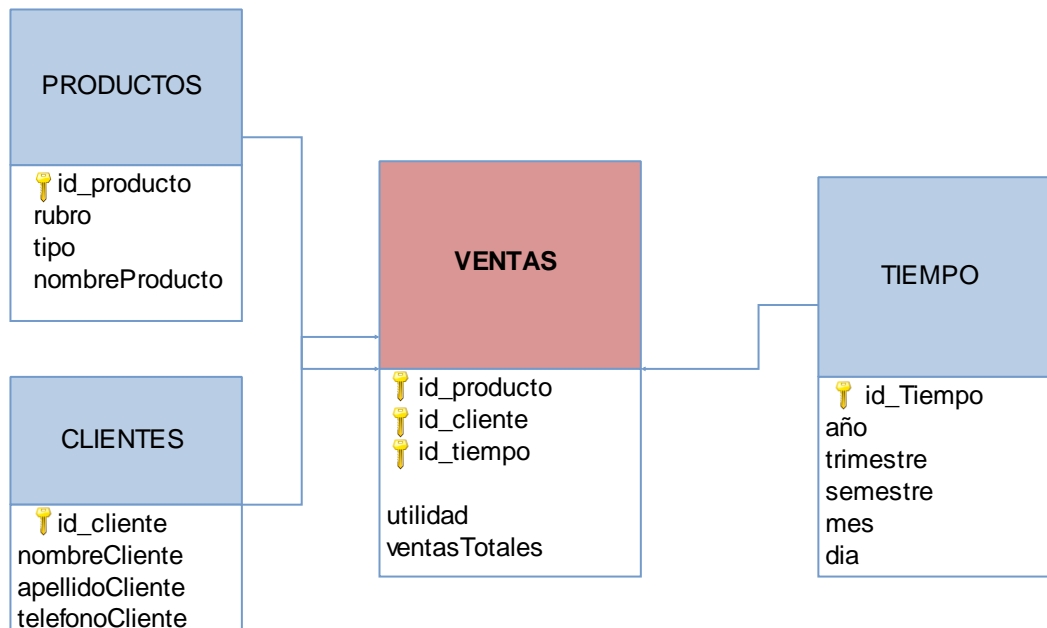 PRODUCTOS
id_producto
rubro
tipo
nombreProducto
CLIENTES
id_cliente
nombreCliente
apellidoCliente
telefonoCliente
VENTAS
id_producto
id_cliente
id_tiempo
utilidad
ventasTotales
TIEMPO
id_Tiempo
año
trimestre
semestre
mes
dia